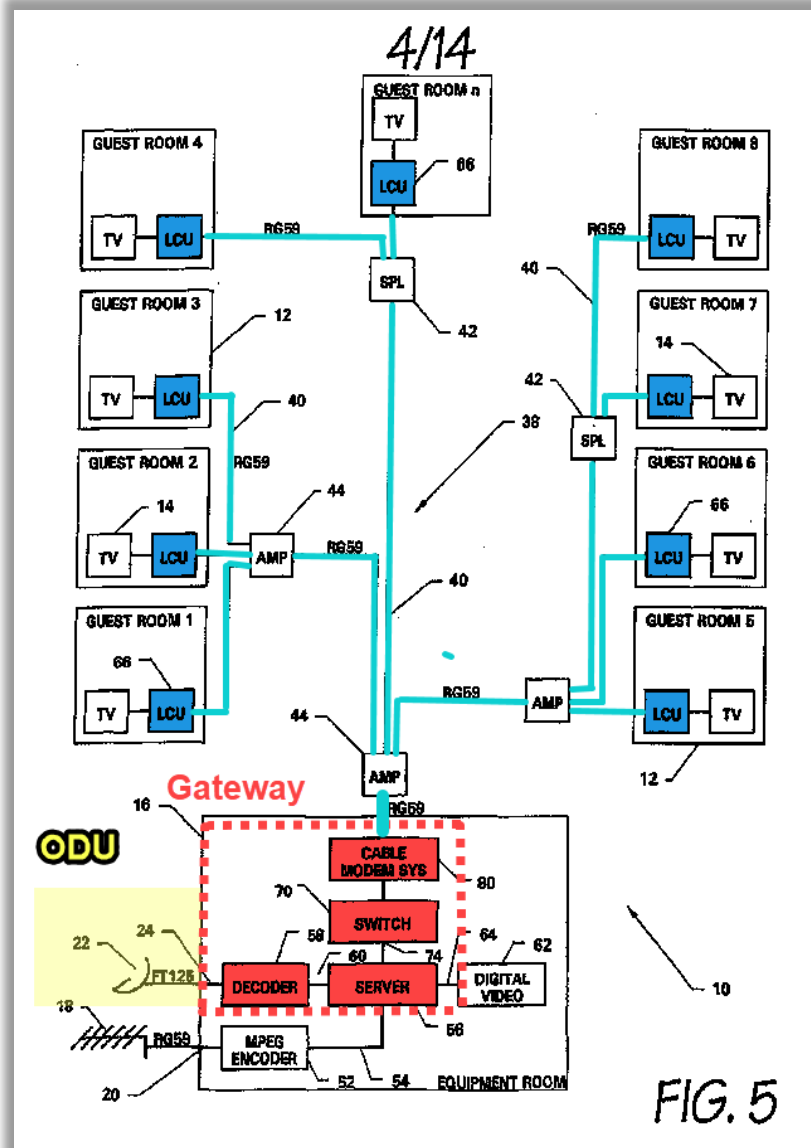 4/14
GUEST ROOM n
TV
LCU
66
GUEST ROOM 4
TV
LCU
RG59
SPL
42
GUEST ROOM 8
RG59
LCU
TV
40
GUEST ROOM 3
12
TV
LCU
40
RG59
GUEST ROOM 7
14
42
LCU
TV
SPL
38
GUEST ROOM 2
14
44
TV
LCU
AMP
RG59
GUEST ROOM 6
66
LCU
TV
40
GUEST ROOM 1
66
TV
LCU
GUEST ROOM 5
RG59
AMP
LCU
TV
12
44
AMP
Gateway
16
RG59
ODU
CABLE
MODEM SYS
80
70
SWITCH
22
24
FT125
58
60
74
64
62
DECODER
SERVER
DIGITAL
VIDEO
10
18
RG59
56
MPEG
ENCODER
20
52
54
EQUIPMENT ROOM
FIG. 5